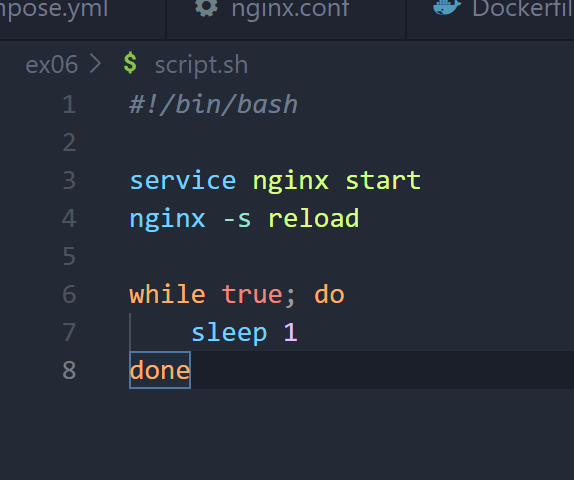 pose.yml nginx.conf Dockerfil
ex06 > $ script.sh
1 #!/bin/bash
2
3 service nginx start
4 nginx -s reload
5
6 while true; do
7 sleep 1
8 done